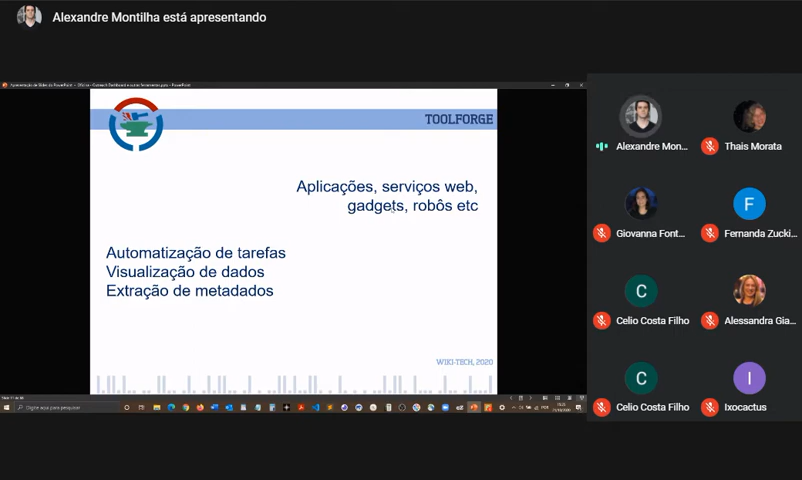 Alexandre Montilha está apresentando
TOOLFORGE
Aplicações, serviços web,
gadgets, robôs etc
Automatização de tarefas
Visualização de dados
Extração de metadados
WIKI-TECH, 2020
Digite aqui para pesquisar
Alexandre Mon...
Thais Morata
Giovanna Font...
F
Fernanda Zucki...
C
Celio Costa Filho
Alessandra Gia...
C
Celio Costa Filho
I
Ixocactus